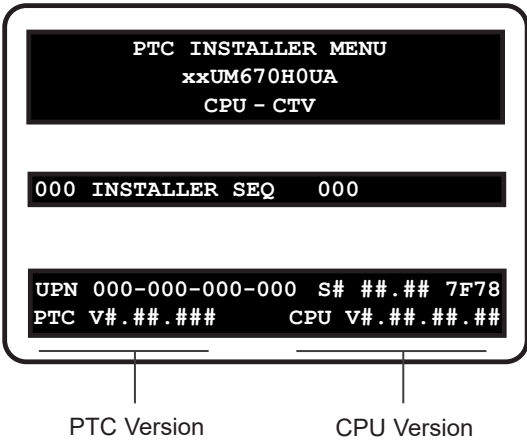 PTC INSTALLER MENU
xxUM670H0UA
CPU – CTV
000 INSTALLER SEQ 000
UPN 000-000-000-000 S# ##.## 7F78
PTC V#.##.### CPU V#.##.##.##
PTC Version CPU Version